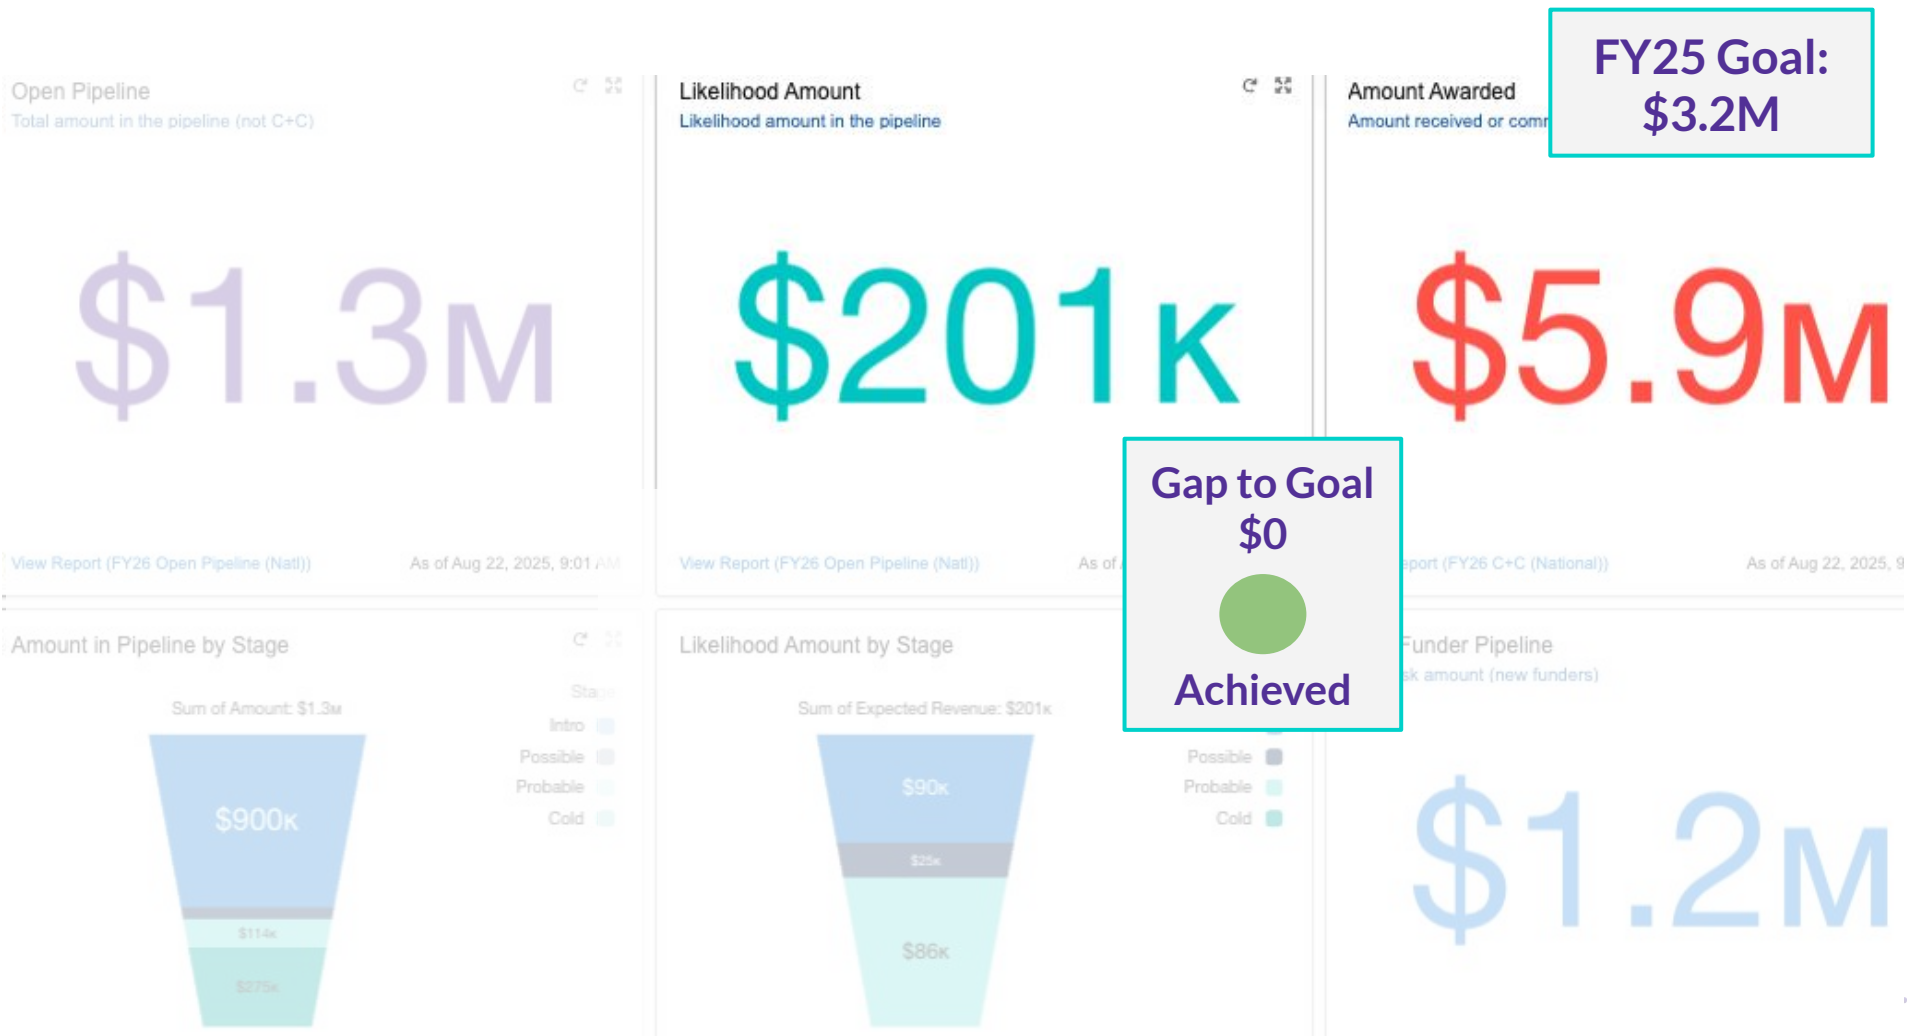 FY25 Goal:
$3.2M
Open Pipeline
Total amount in the pipeline (not C+C)
$1.3M
View Report (FY26 Open Pipeline (Natl))
As of Aug 22, 2025, 9:01 AM
Likelihood Amount
Likelihood amount in the pipeline
$201K
View Report (FY26 Open Pipeline (Natl))
As of
Amount Awarded
Amount received or comm
$5.9M
eport (FY26 C+C (National))
As of Aug 22, 2025, 9
Gap to Goal
$0
Achieved
Amount in Pipeline by Stage
Sum of Amount: $1.3M
Stage
Intro
Possible
Probable
Cold
$900K
$114K
$275K
Likelihood Amount by Stage
Sum of Expected Revenue: $201K
Possible
Probable
Cold
$90K
$25K
$86K
Funder Pipeline
sk amount (new funders)
$1.2M